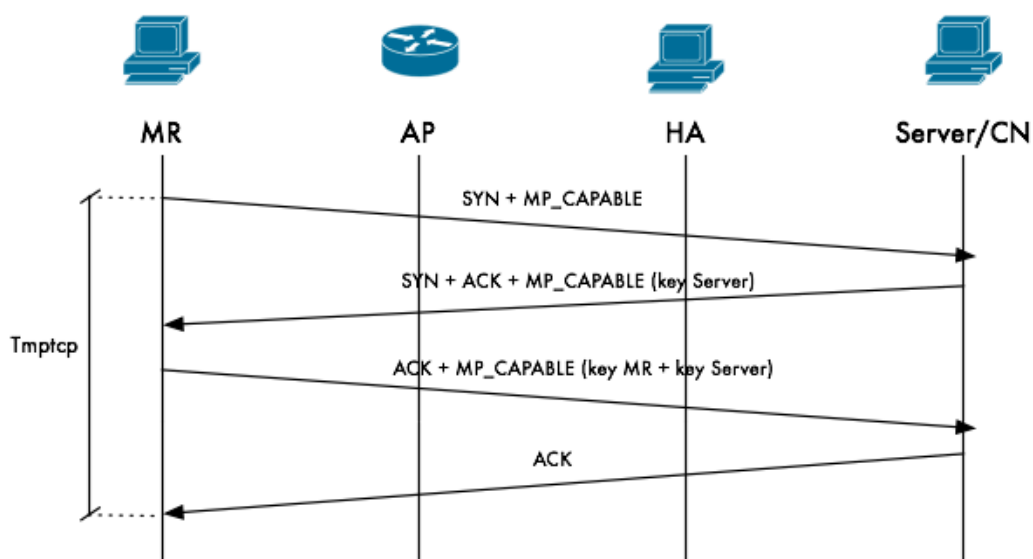 MR
AP
HA
Server/CN
SYN + MP_CAPABLE
SYN + ACK + MP_CAPABLE (key Server)
Tmptcp
ACK + MP_CAPABLE (key MR + key Server)
ACK